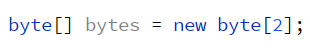 byte[] bytes = new byte[2];